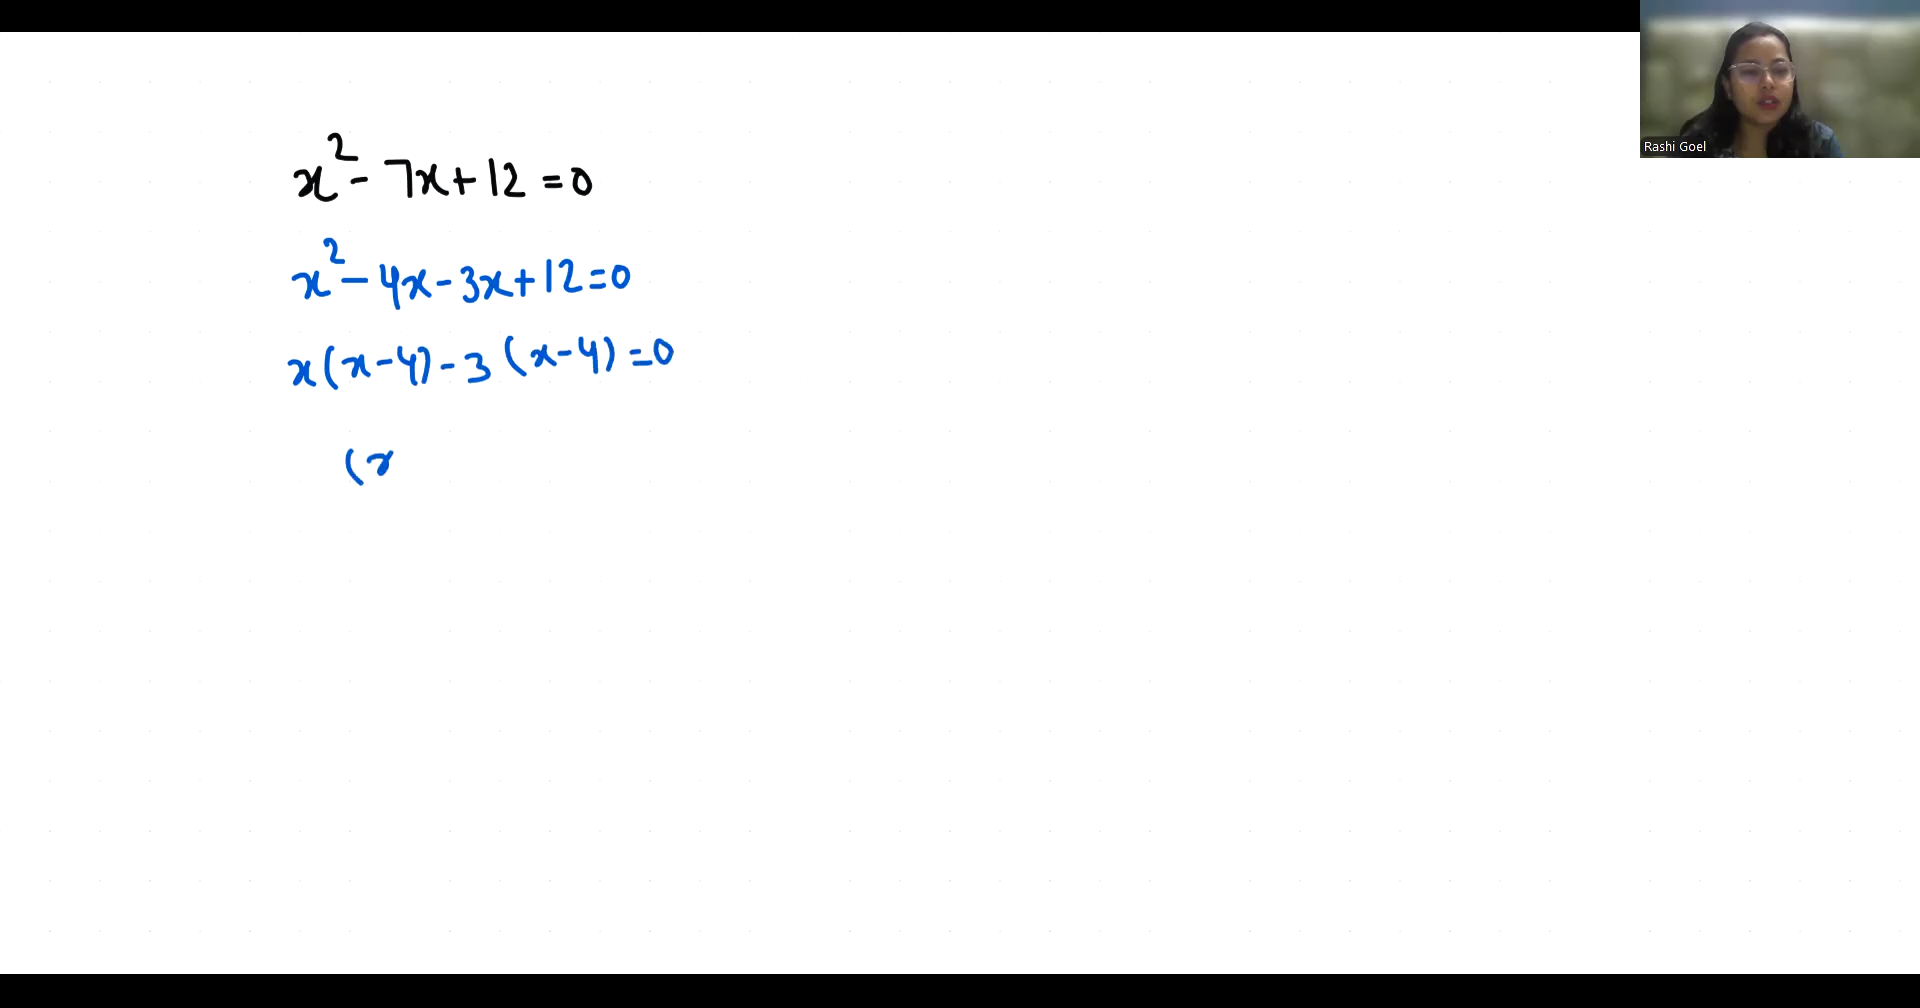 x² - 7x + 12 = 0
x² - 4x - 3x + 12 = 0
x(x-4) - 3(x-4) = 0
(x
Rashi Goel